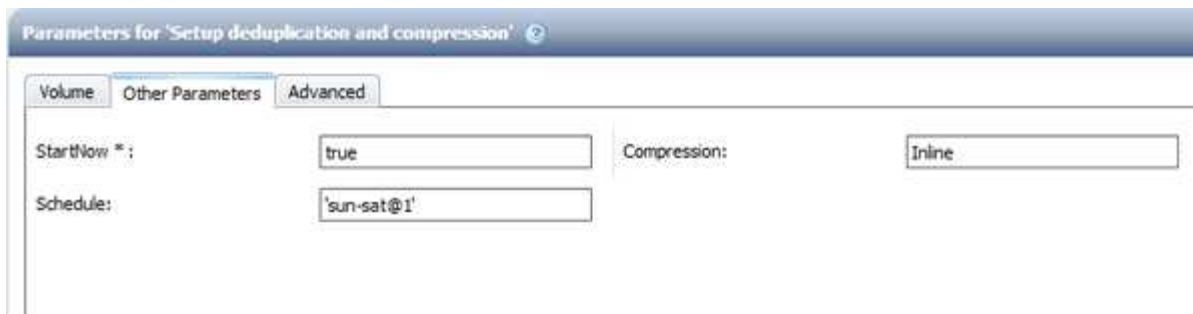 Parameters for 'Setup deduplication and compression' ?
Volume Other Parameters Advanced
StartNow * : true Compression: Inline
Schedule: 'sun-sat@1'